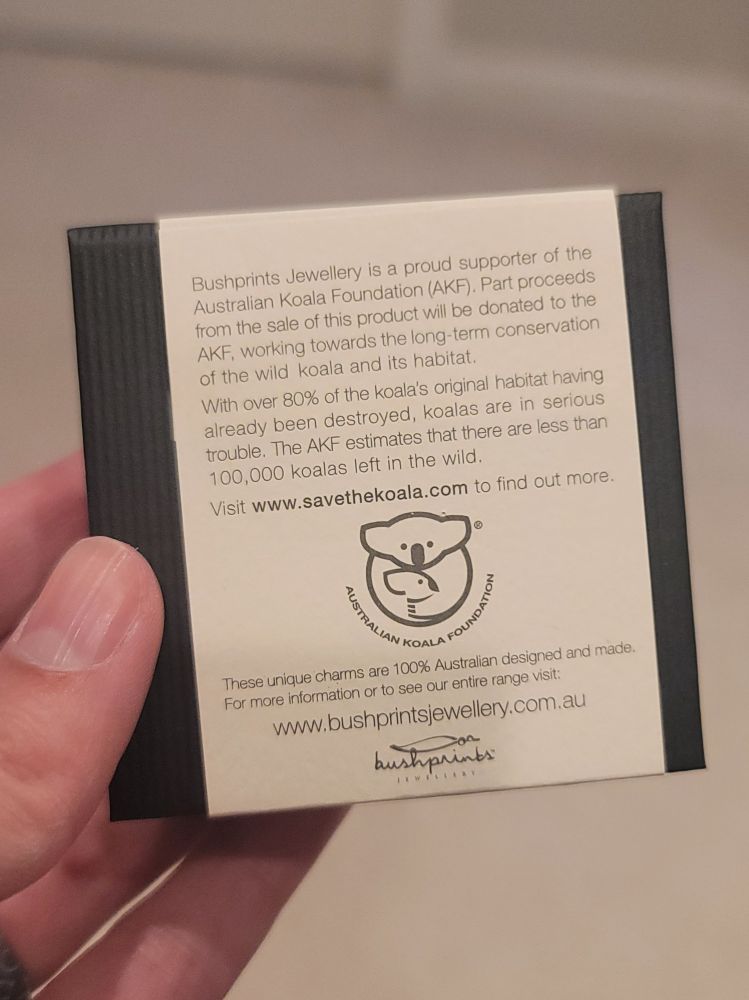 Bushprints Jewellery is a proud supporter of the
Australian Koala Foundation (AKF). Part proceeds
from the sale of this product will be donated to the
AKF, working towards the long-term conservation
of the wild koala and its habitat.
With over 80% of the koala's original habitat having
already been destroyed, koalas are in serious
trouble. The AKF estimates that there are less than
100,000 koalas left in the wild.
Visit www.savethekoala.com to find out more.
®
AUSTRALIAN KOALA FOUNDATION
These unique charms are 100% Australian designed and made.
For more information or to see our entire range visit:
www.bushprintsjewellery.com.au
bushprints
JEWELLERY